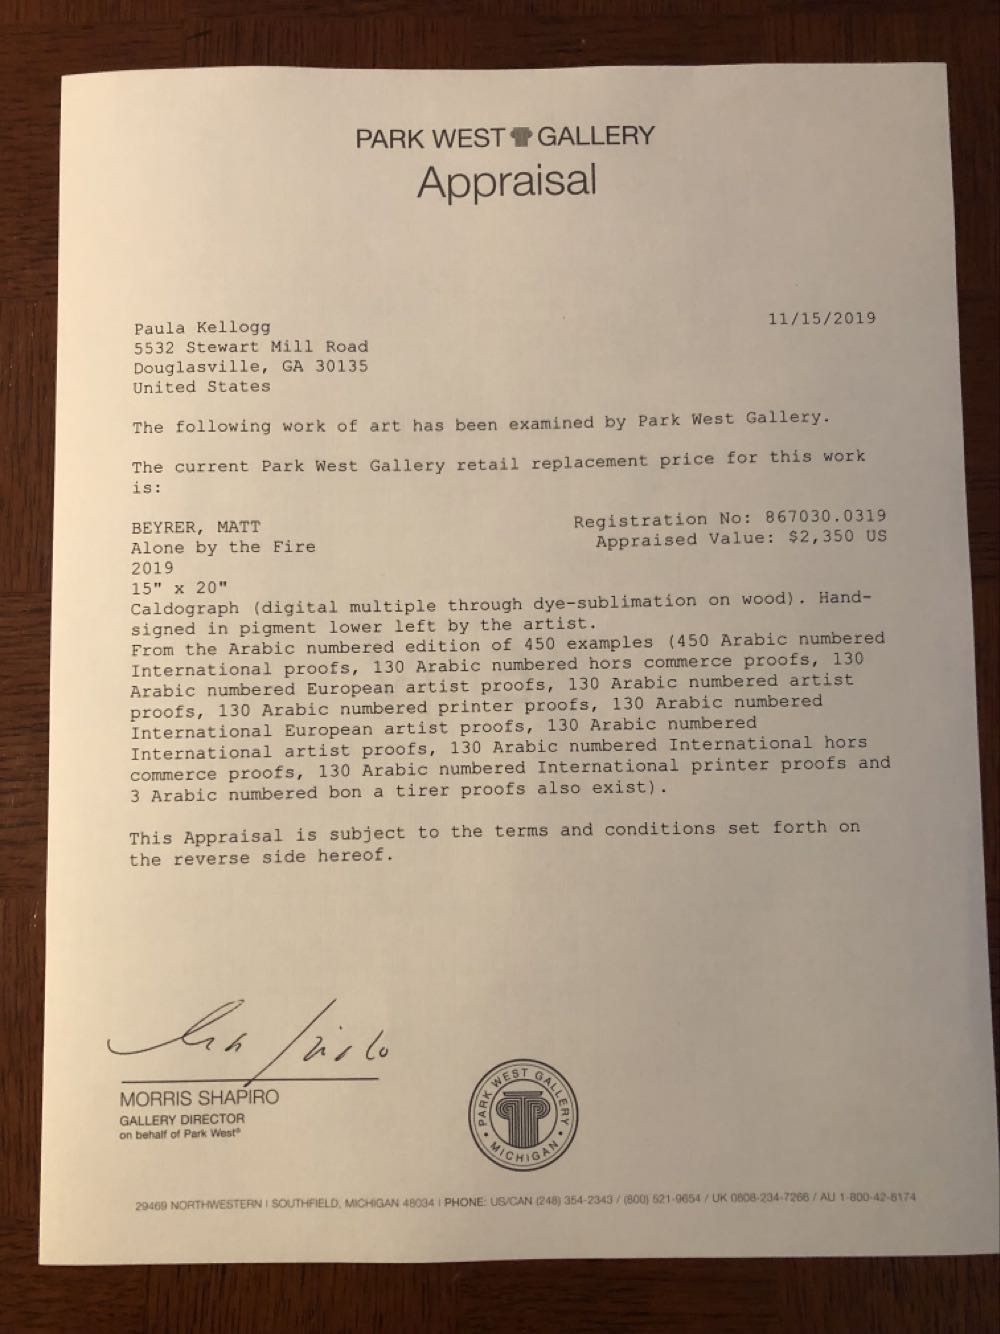 PARK WEST GALLERY
Appraisal
11/15/2019
Paula Kellogg
5532 Stewart Mill Road
Douglasville, GA 30135
United States
The following work of art has been examined by Park West Gallery.
The current Park West Gallery retail replacement price for this work
is:
BEYRER, MATT
Registration No: 867030.0319
Alone by the Fire
Appraised Value: $2,350 US
2019
15" x 20"
Caldograph (digital multiple through dye-sublimation on wood). Hand-
signed in pigment lower left by the artist.
From the Arabic numbered edition of 450 examples (450 Arabic numbered
International proofs, 130 Arabic numbered hors commerce proofs, 130
Arabic numbered European artist proofs, 130 Arabic numbered artist
proofs, 130 Arabic numbered printer proofs, 130 Arabic numbered
International European artist proofs, 130 Arabic numbered
International artist proofs, 130 Arabic numbered International hors
commerce proofs, 130 Arabic numbered International printer proofs and
3 Arabic numbered bon a tirer proofs also exist).
This Appraisal is subject to the terms and conditions set forth on
the reverse side hereof.
MORRIS SHAPIRO
GALLERY DIRECTOR
on behalf of Park West®
PARK WEST GALLERY
• MICHIGAN •
29469 NORTHWESTERN | SOUTHFIELD, MICHIGAN 48034 | PHONE: US/CAN (248) 354-2343 / (800) 521-9654 / UK 0808-234-7266 / AU 1-800-42-8174